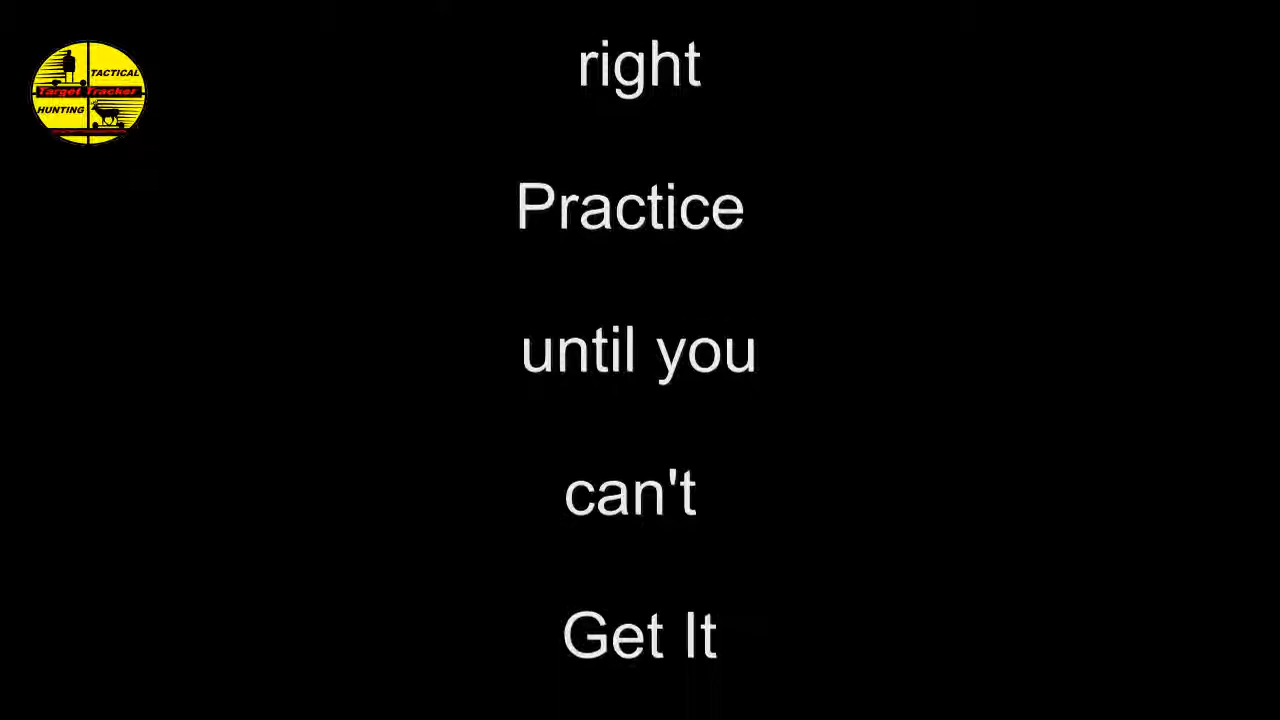 right
Practice
until you
can't
Get It
TACTICAL
Target Tracker
HUNTING